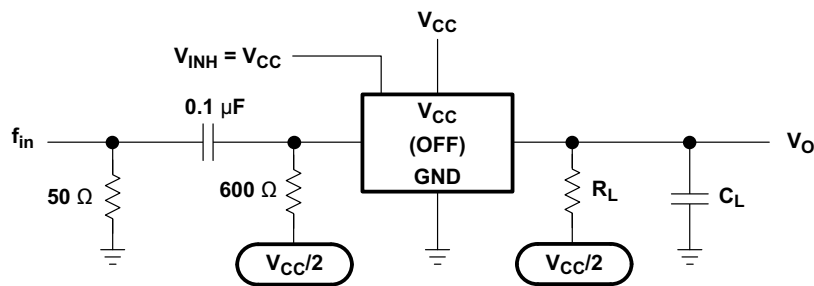 V_CC
V_INH = V_CC
0.1 µF
V_CC
f_in
(OFF)
V_O
GND
50 Ω
600 Ω
R_L
C_L
V_CC/2
V_CC/2